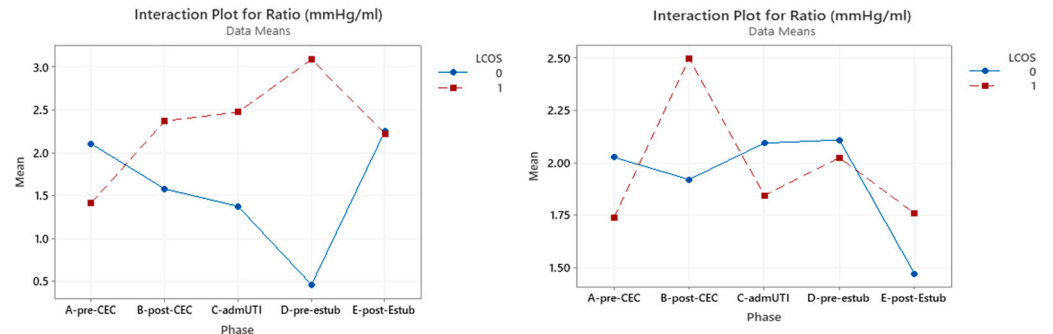 Interaction Plot for Ratio (mmHg/ml)
Data Means
3.0
2.5
2.0
1.5
1.0
0.5
Mean
A-pre-CEC
B-post-CEC
C-admUTI
D-pre-estub
E-post-Estub
Phase
LCOS
0
1
Interaction Plot for Ratio (mmHg/ml)
Data Means
2.50
2.25
2.00
1.75
1.50
Mean
A-pre-CEC
B-post-CEC
C-admUTI
D-pre-estub
E-post-Estub
Phase
LCOS
0
1